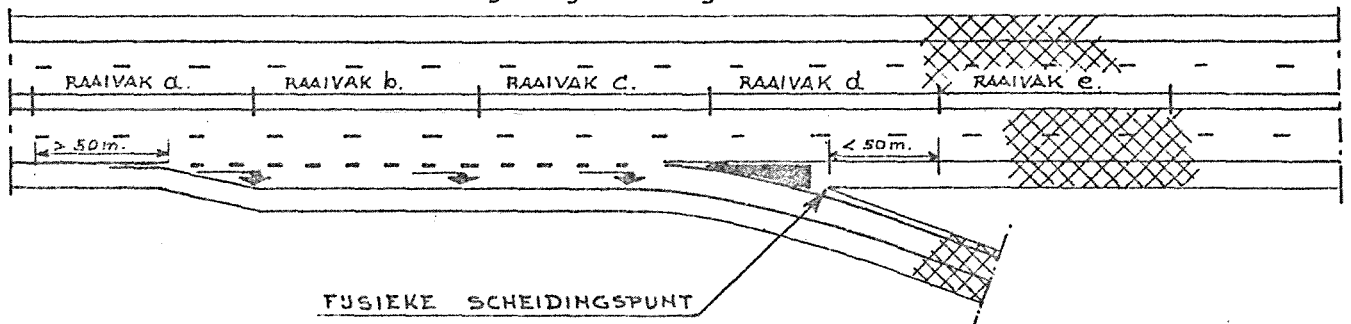 RAAIVAK a. RAAIVAK b. RAAIVAK c. RAAIVAK d RAAIVAK e.
> 50 m. < 50 m.
FYSIEKE SCHEIDINGSPUNT